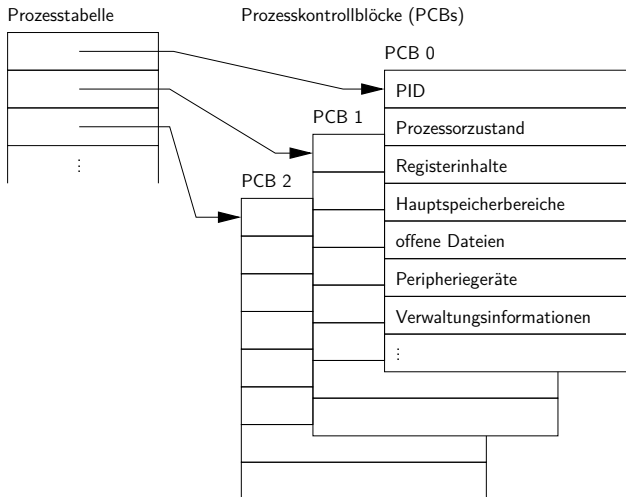 Prozesstabelle
Prozesskontrollblöcke (PCBs)
PCB 0
PID
PCB 1
Prozessorzustand
Registerinhalte
PCB 2
Hauptspeicherbereiche
offene Dateien
Peripheriegeräte
Verwaltungsinformationen